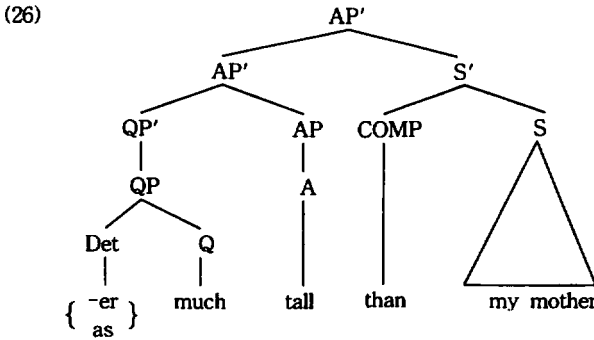 (26)
AP'
AP' S'
QP' AP COMP S
QP A
Det Q
{ -er as } much tall than my mother